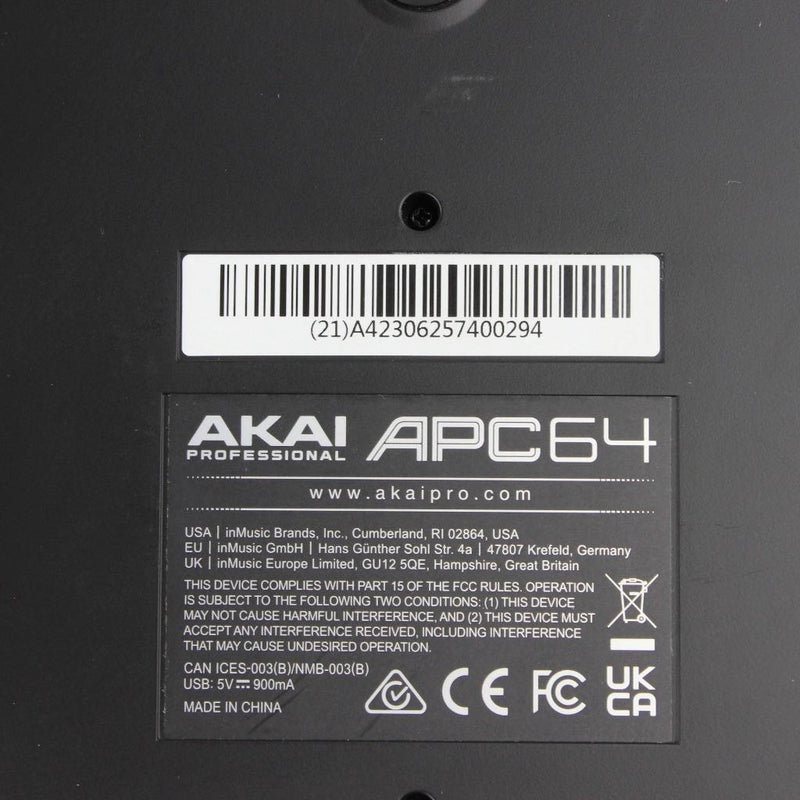 (21)A42306257400294
AKAI APC64
PROFESSIONAL
www.akaipro.com
USA | inMusic Brands, Inc., Cumberland, RI 02864, USA
EU | inMusic GmbH | Hans Günther Sohl Str. 4a | 47807 Krefeld, Germany
UK | inMusic Europe Limited, GU12 5QE, Hampshire, Great Britain
THIS DEVICE COMPLIES WITH PART 15 OF THE FCC RULES. OPERATION
IS SUBJECT TO THE FOLLOWING TWO CONDITIONS: (1) THIS DEVICE
MAY NOT CAUSE HARMFUL INTERFERENCE, AND (2) THIS DEVICE MUST
ACCEPT ANY INTERFERENCE RECEIVED, INCLUDING INTERFERENCE
THAT MAY CAUSE UNDESIRED OPERATION.
CAN ICES-003(B)/NMB-003(B)
USB: 5V⎓900mA
MADE IN CHINA
CE FC UK
CA